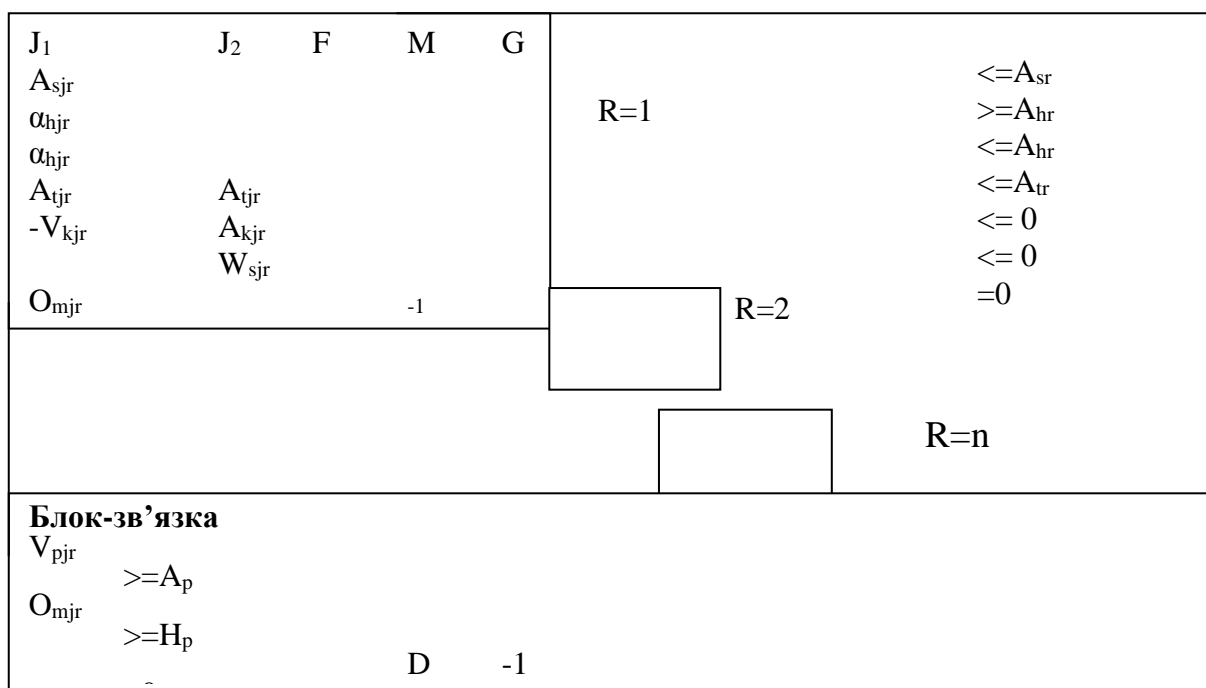 J₁ J₂ F M G
Aₛⱼᵣ <=Aₛᵣ
αₕⱼᵣ R=1 >=Aₕᵣ
αₕⱼᵣ <=Aₕᵣ
Aₜⱼᵣ Aₜⱼᵣ <=Aₜᵣ
-Vₖⱼᵣ Aₖⱼᵣ <= 0
Wₛⱼᵣ <= 0
Oₘⱼᵣ -1 R=2 =0
R=n
Блок-зв’язка
Vₚⱼᵣ
>=Aₚ
Oₘⱼᵣ
>=Hₚ
D -1